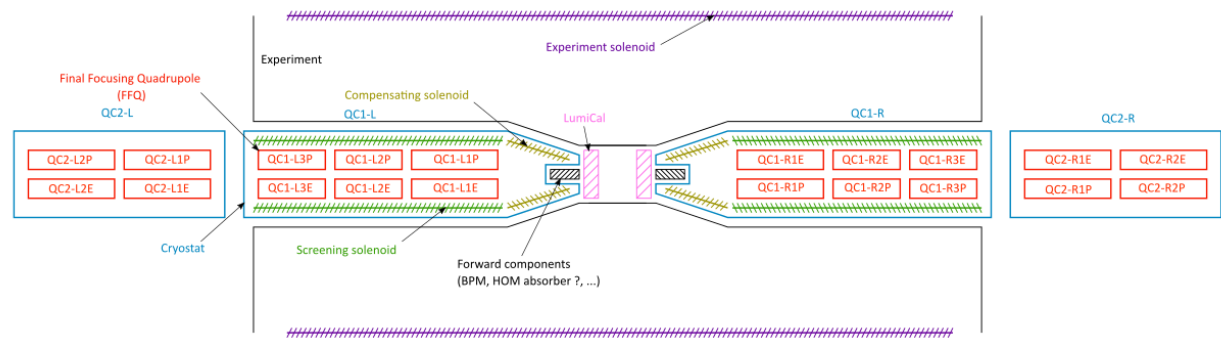 Experiment solenoid
Experiment
Final Focusing Quadrupole
(FFQ)
Compensating solenoid
QC2-L
QC1-L
LumiCal
QC1-R
QC2-R
QC2-L2P QC2-L1P QC1-L3P QC1-L2P QC1-L1P QC1-R1E QC1-R2E QC1-R3E QC2-R1E QC2-R2E
QC2-L2E QC2-L1E QC1-L3E QC1-L2E QC1-L1E QC1-R1P QC1-R2P QC1-R3P QC2-R1P QC2-R2P
Cryostat
Screening solenoid
Forward components
(BPM, HOM absorber ?, ...)